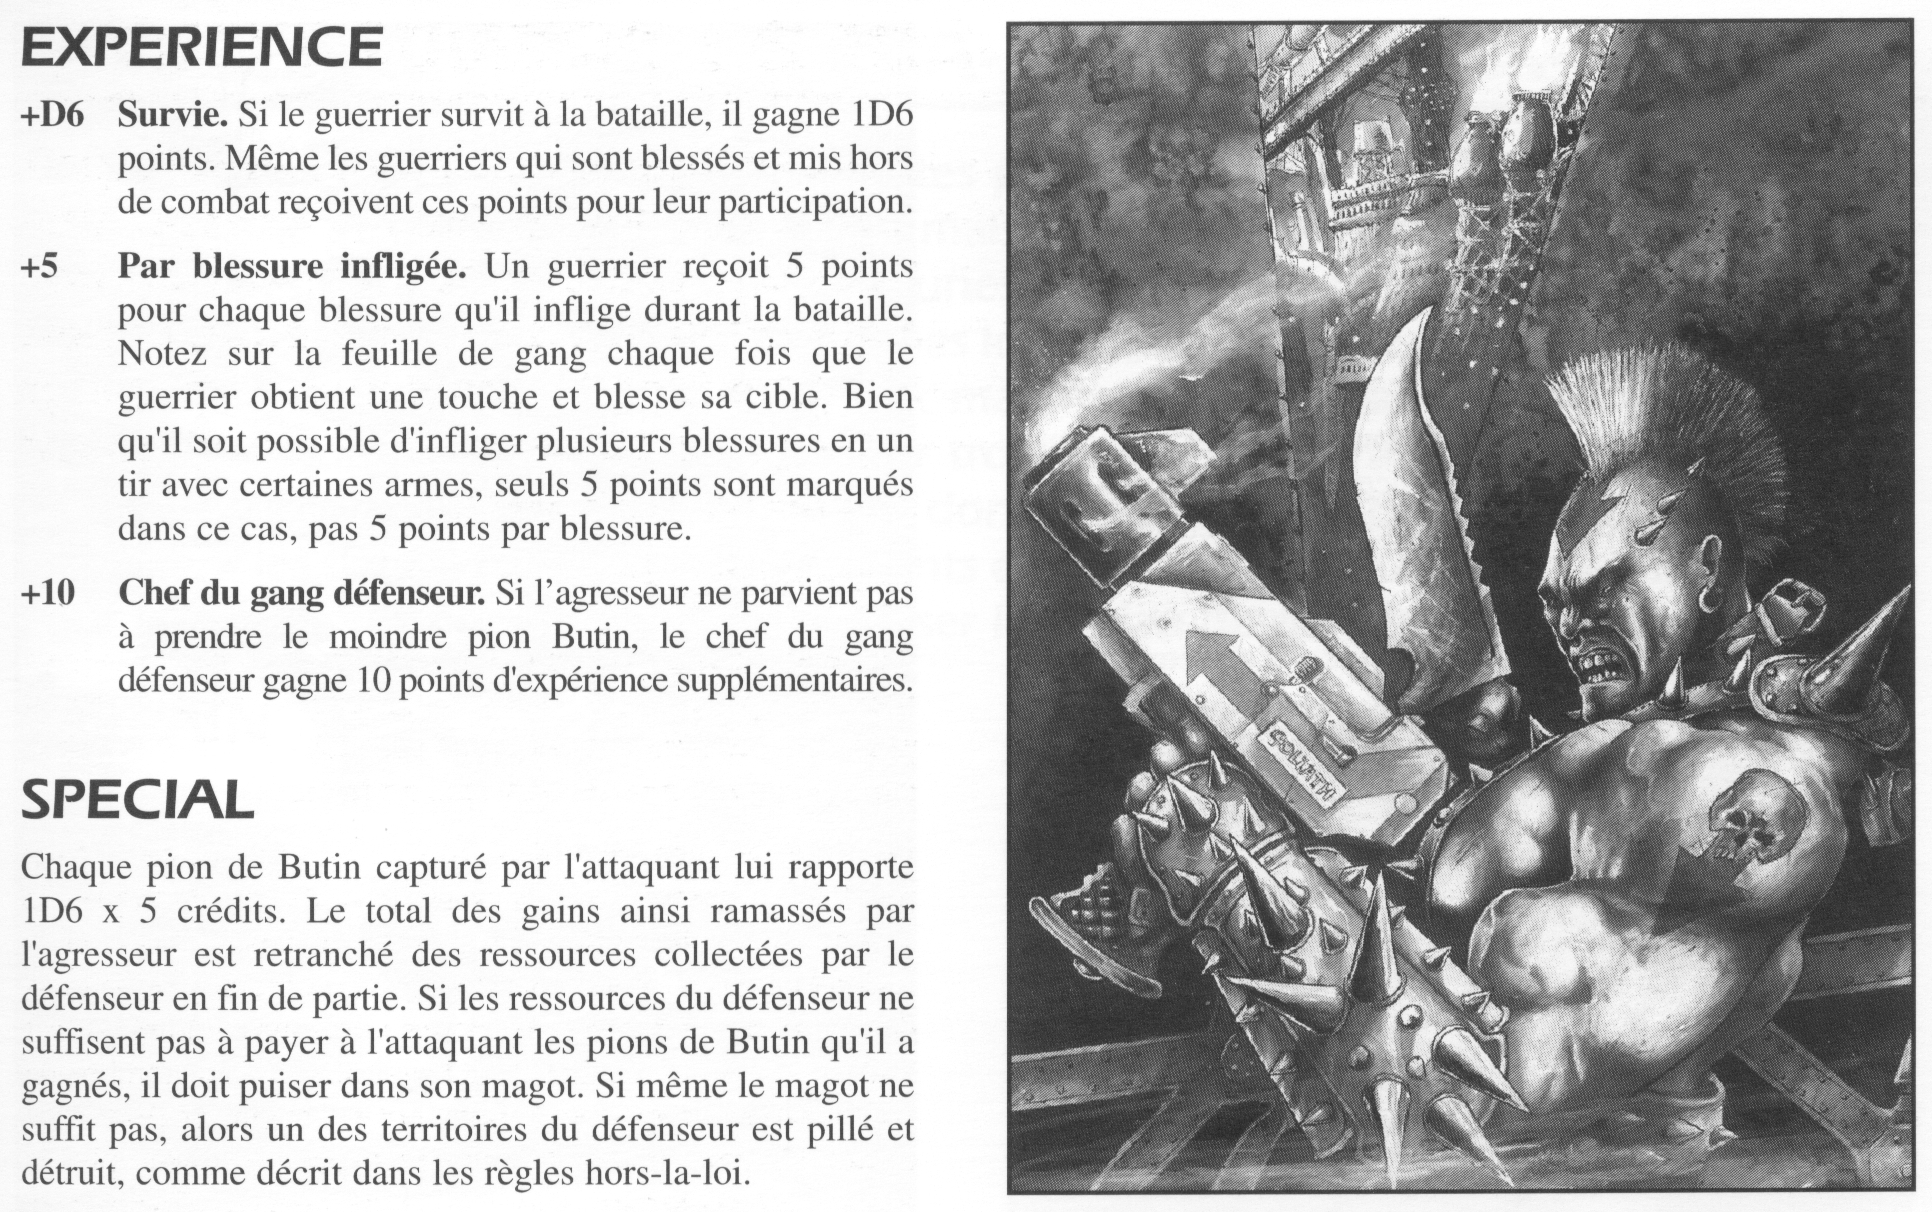 EXPERIENCE
+D6 Survie. Si le guerrier survit à la bataille, il gagne 1D6
points. Même les guerriers qui sont blessés et mis hors
de combat reçoivent ces points pour leur participation.
+5 Par blessure infligée. Un guerrier reçoit 5 points
pour chaque blessure qu'il inflige durant la bataille.
Notez sur la feuille de gang chaque fois que le
guerrier obtient une touche et blesse sa cible. Bien
qu'il soit possible d'infliger plusieurs blessures en un
tir avec certaines armes, seuls 5 points sont marqués
dans ce cas, pas 5 points par blessure.
+10 Chef du gang défenseur. Si l’agresseur ne parvient pas
à prendre le moindre pion Butin, le chef du gang
défenseur gagne 10 points d'expérience supplémentaires.
SPECIAL
Chaque pion de Butin capturé par l'attaquant lui rapporte
1D6 x 5 crédits. Le total des gains ainsi ramassés par
l'agresseur est retranché des ressources collectées par le
défenseur en fin de partie. Si les ressources du défenseur ne
suffisent pas à payer à l'attaquant les pions de Butin qu'il a
gagnés, il doit puiser dans son magot. Si même le magot ne
suffit pas, alors un des territoires du défenseur est pillé et
détruit, comme décrit dans les règles hors-la-loi.